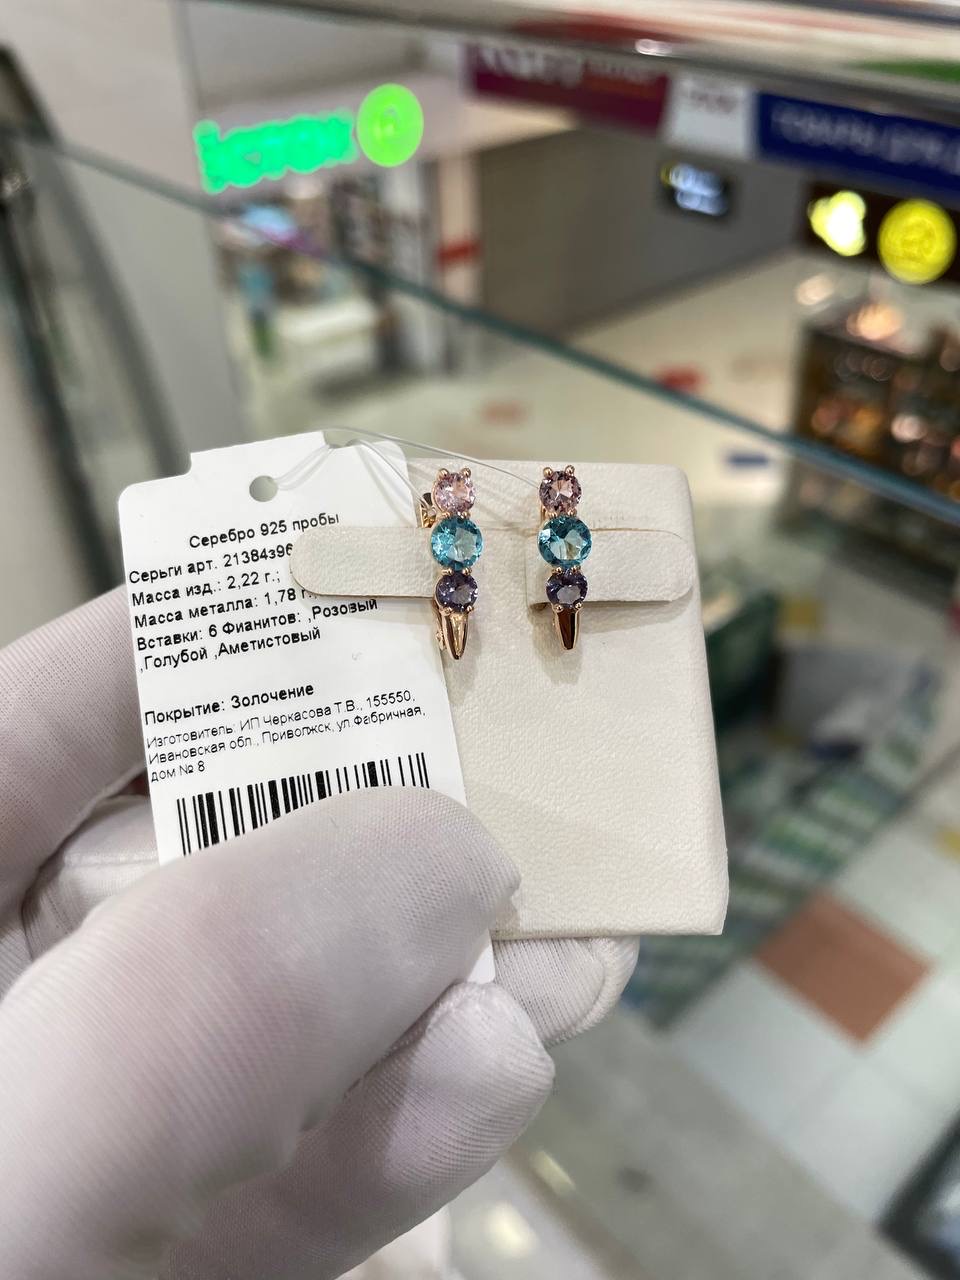 Серебро 925 пробы
Серьги арт. 21384з96
Масса изд.: 2,22 г.;
Масса металла: 1,78 г.
Вставки: 6 Фианитов: ,Розовый
,Голубой ,Аметистовый
Покрытие: Золочение
Изготовитель: ИП Черкасова Т.В., 155550,
Ивановская обл., Приволжск, ул.Фабричная,
дом № 8